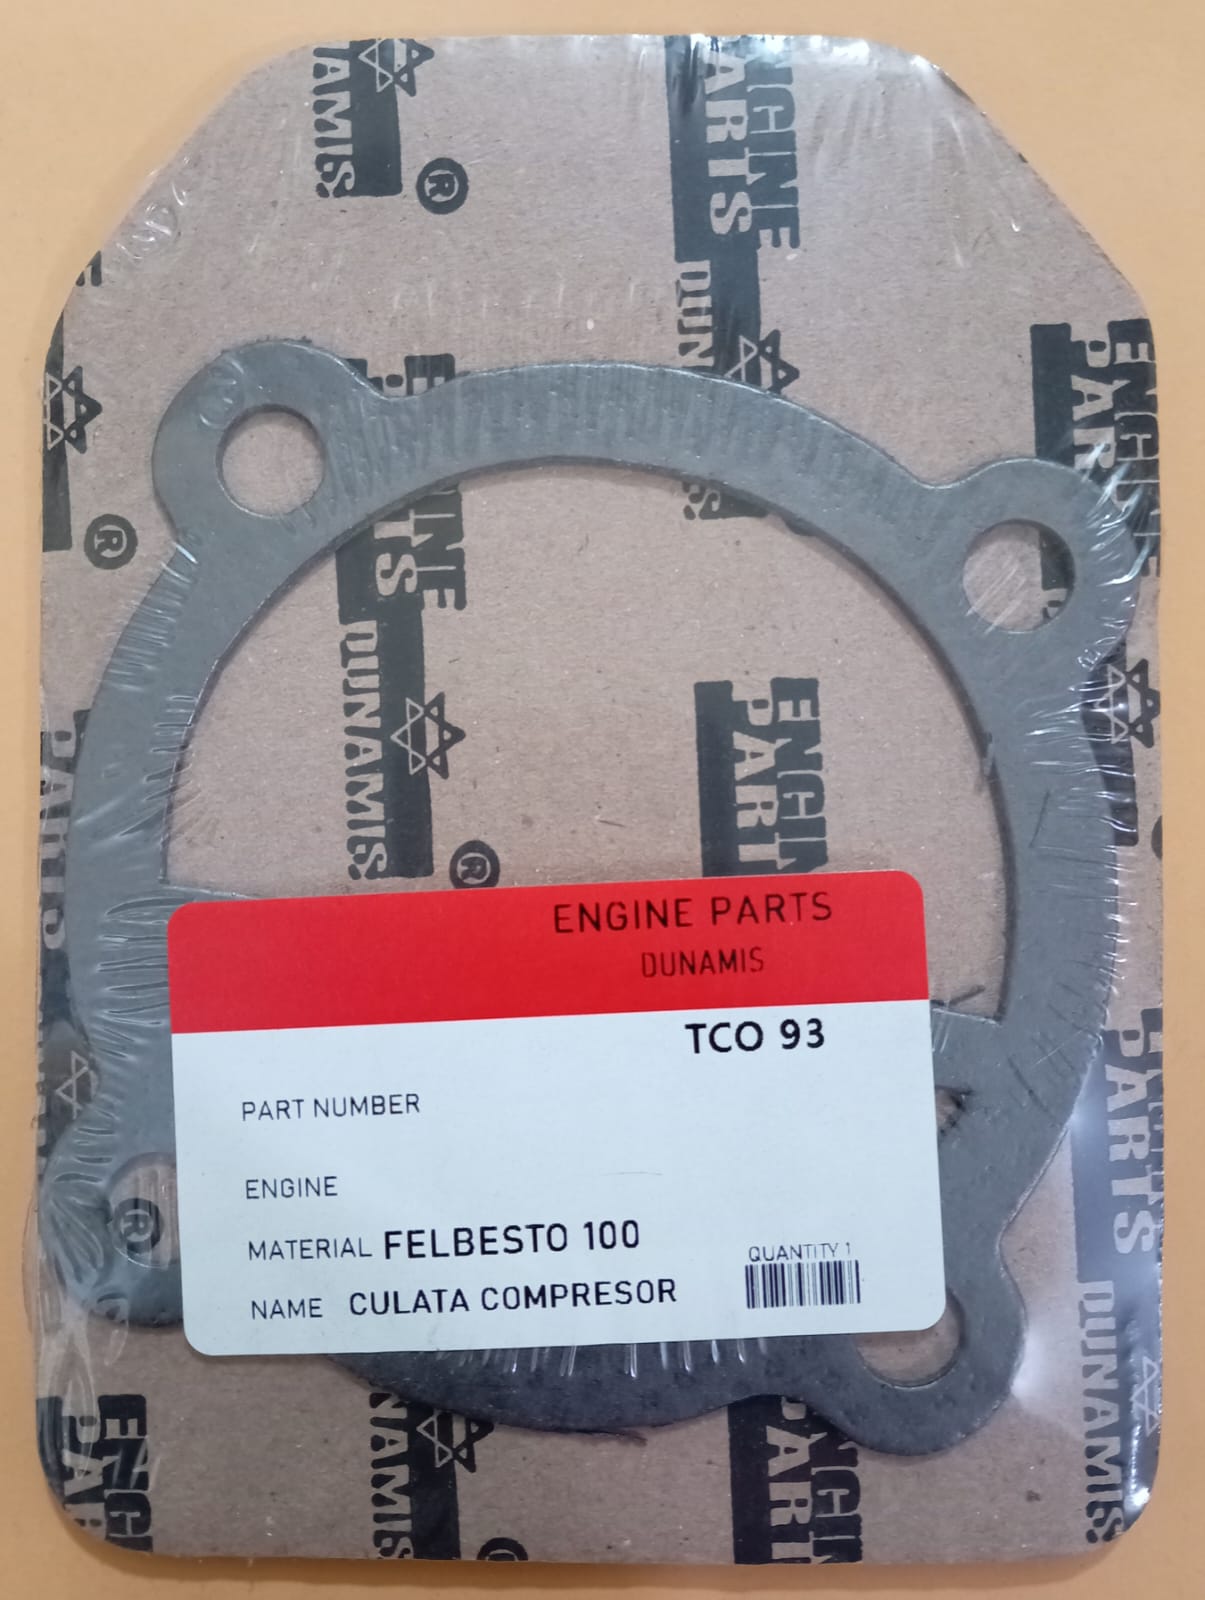 ENGINE PARTS
DUNAMIS
TCO 93
PART NUMBER
ENGINE
MATERIAL FELBESTO 100
NAME CULATA COMPRESOR
QUANTITY 1
ENGINE
PARTS
DUNAMIS
®